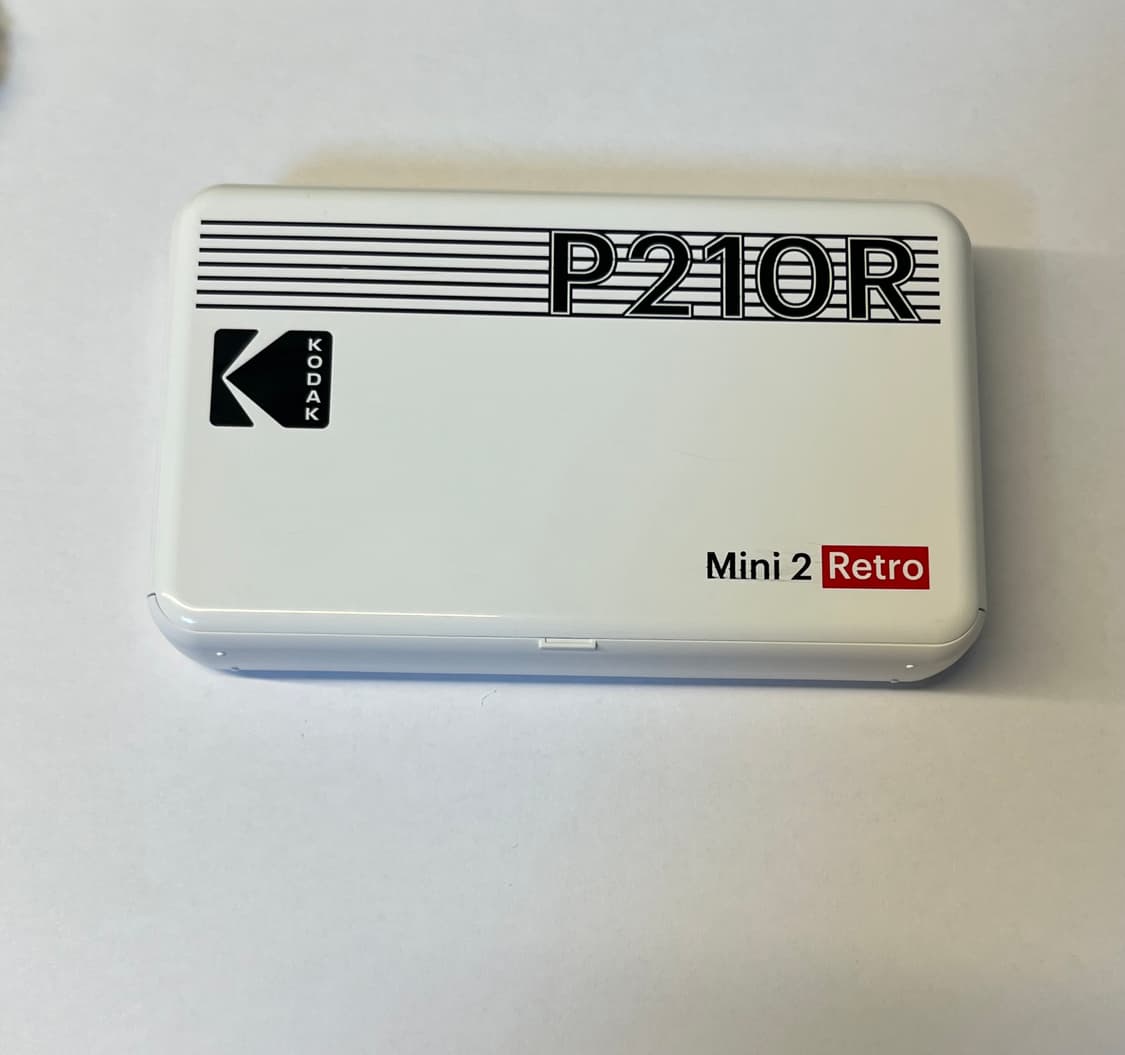 P210R
KODAK
Mini 2 Retro